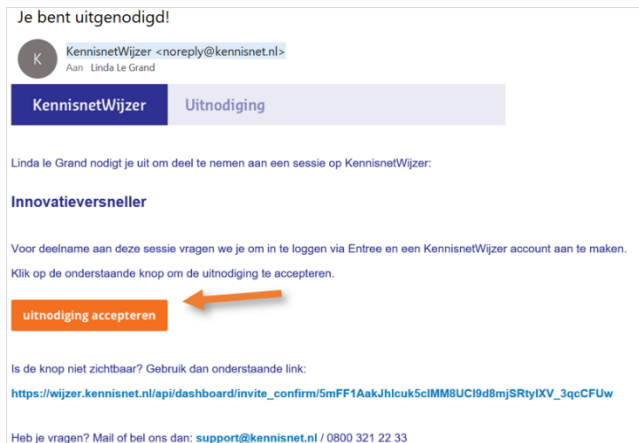 Je bent uitgenodigd!
K
KennisnetWijzer <noreply@kennisnet.nl>
Aan Linda Le Grand
KennisnetWijzer Uitnodiging
Linda le Grand nodigt je uit om deel te nemen aan een sessie op KennisnetWijzer:
Innovatieversneller
Voor deelname aan deze sessie vragen we je om in te loggen via Entree en een KennisnetWijzer account aan te maken.
Klik op de onderstaande knop om de uitnodiging te accepteren.
uitnodiging accepteren
Is de knop niet zichtbaar? Gebruik dan onderstaande link:
https://wijzer.kennisnet.nl/api/dashboard/invite_confirm/5mFF1AakJhlcuk5clMM8UCl9d8mjSRtylXV_3qcCFUw
Heb je vragen? Mail of bel ons dan: support@kennisnet.nl / 0800 321 22 33